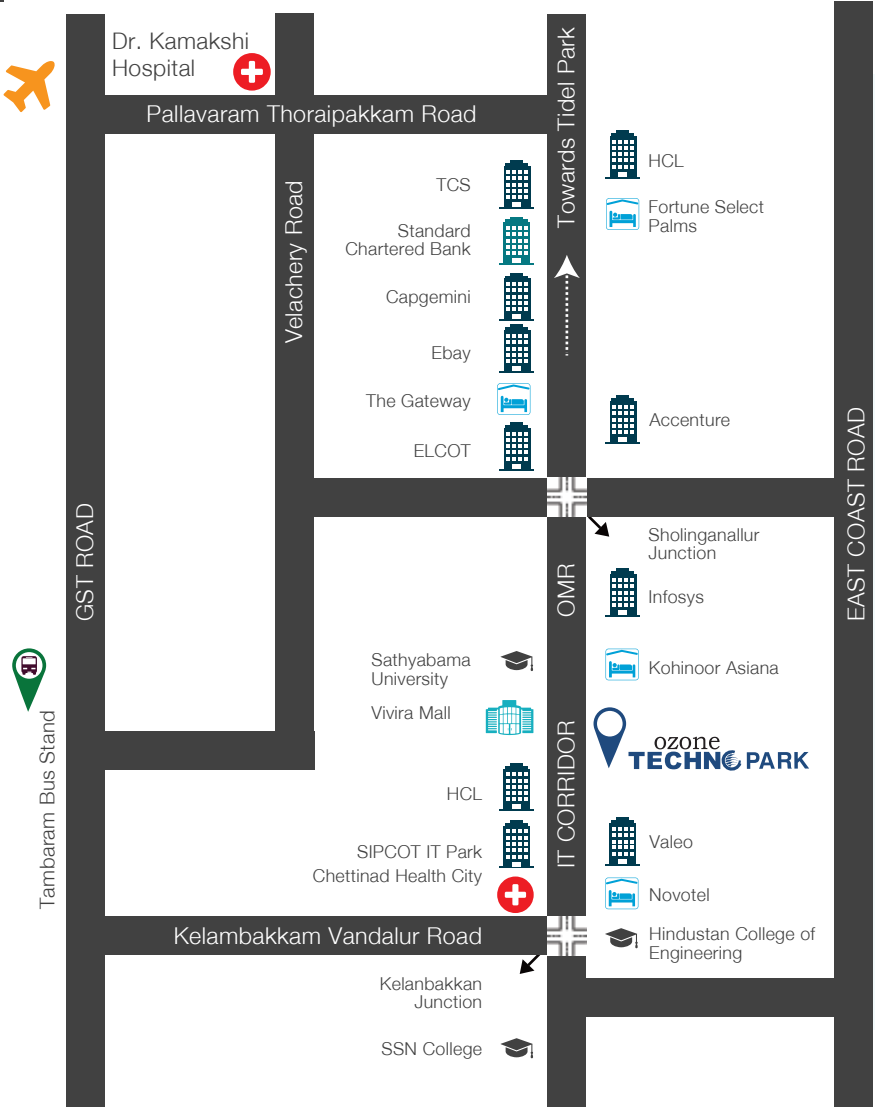 Dr. Kamakshi
Hospital
Pallavaram Thoraipakkam Road
Towards Tidel Park
HCL
TCS
Fortune Select
Palms
Velachery Road
Standard
Chartered Bank
Capgemini
Ebay
The Gateway
Accenture
ELCOT
GST ROAD
EAST COAST ROAD
Sholinganallur
Junction
OMR
Infosys
Sathyabama
University
Kohinoor Asiana
Vivira Mall
Tambaram Bus Stand
IT CORRIDOR
ozone
TECHNO PARK
HCL
Valeo
SIPCOT IT Park
Chettinad Health City
Novotel
Kelambakkam Vandalur Road
Hindustan College of
Engineering
Kelanbakkan
Junction
SSN College